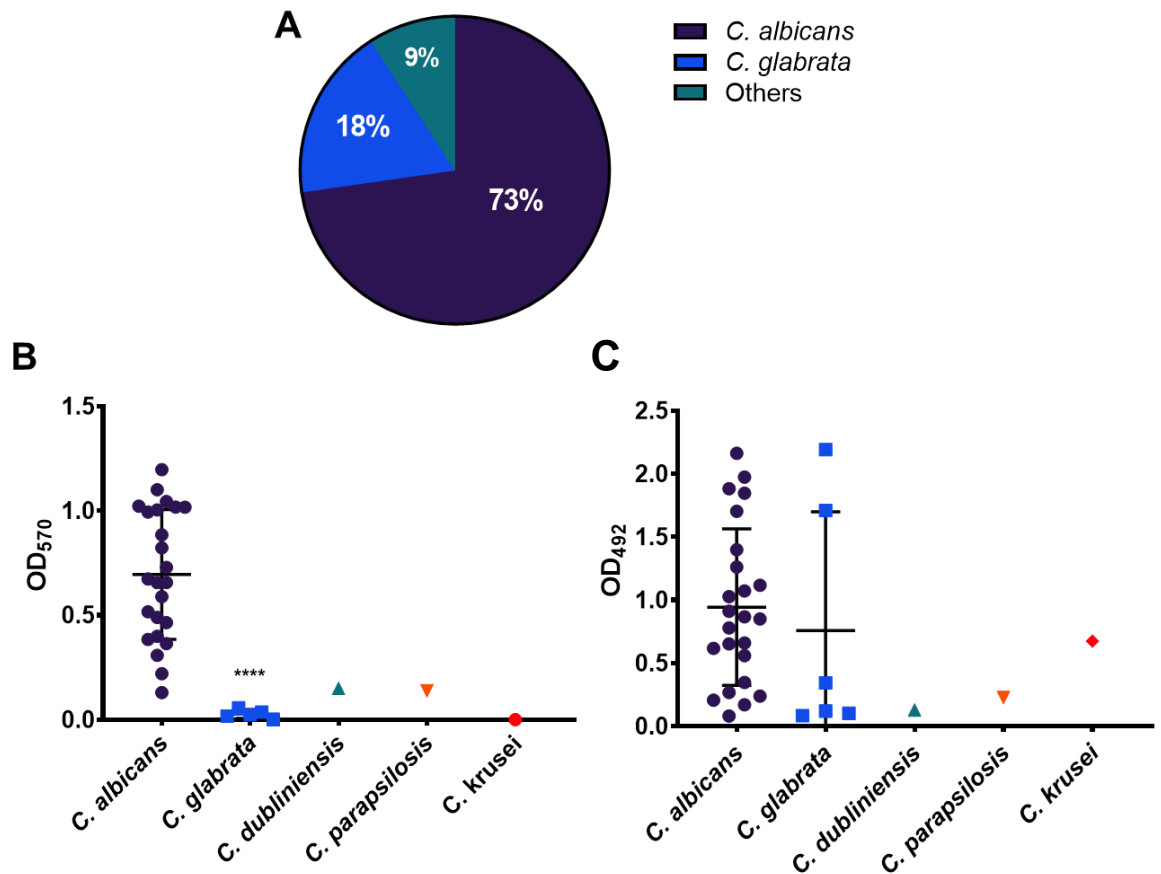 A
C. albicans
C. glabrata
Others
9%
18%
73%
B
OD570
1.5
1.0
0.5
0.0
****
C. albicans
C. glabrata
C. dubliniensis
C. parapsilosis
C. krusei
C
OD492
2.5
2.0
1.5
1.0
0.5
0.0
C. albicans
C. glabrata
C. dubliniensis
C. parapsilosis
C. krusei